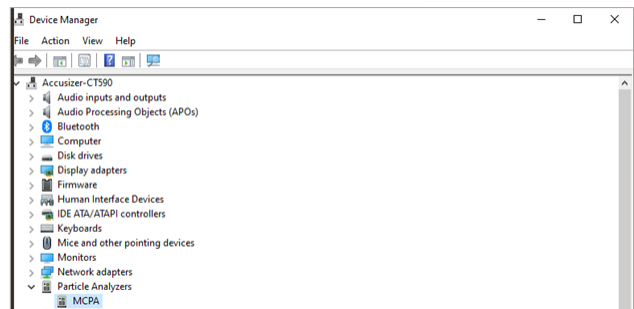 Device Manager
File Action View Help
Accusizer-CT590
Audio inputs and outputs
Audio Processing Objects (APOs)
Bluetooth
Computer
Disk drives
Display adapters
Firmware
Human Interface Devices
IDE ATA/ATAPI controllers
Keyboards
Mice and other pointing devices
Monitors
Network adapters
Particle Analyzers
MCPA